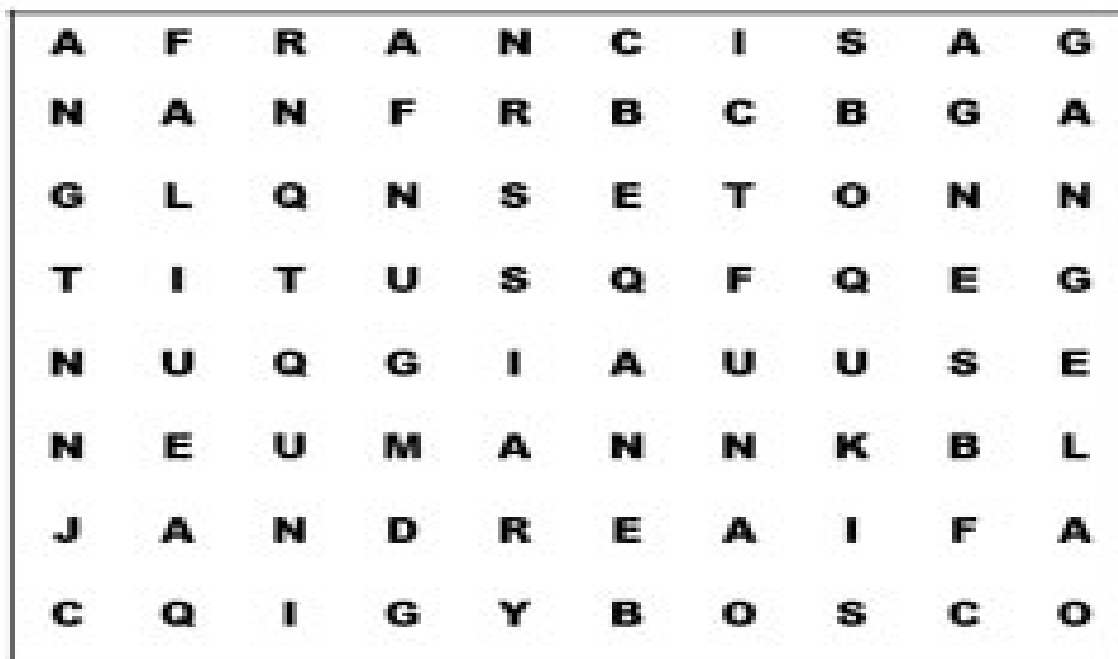 A F R A N C I S A G
N A N F R B C B G A
G L Q N S E T O N N
T I T U S Q F Q E G
N U Q G I A U U S E
N E U M A N N K B L
J A N D R E A I F A
C Q I G Y B O S C O